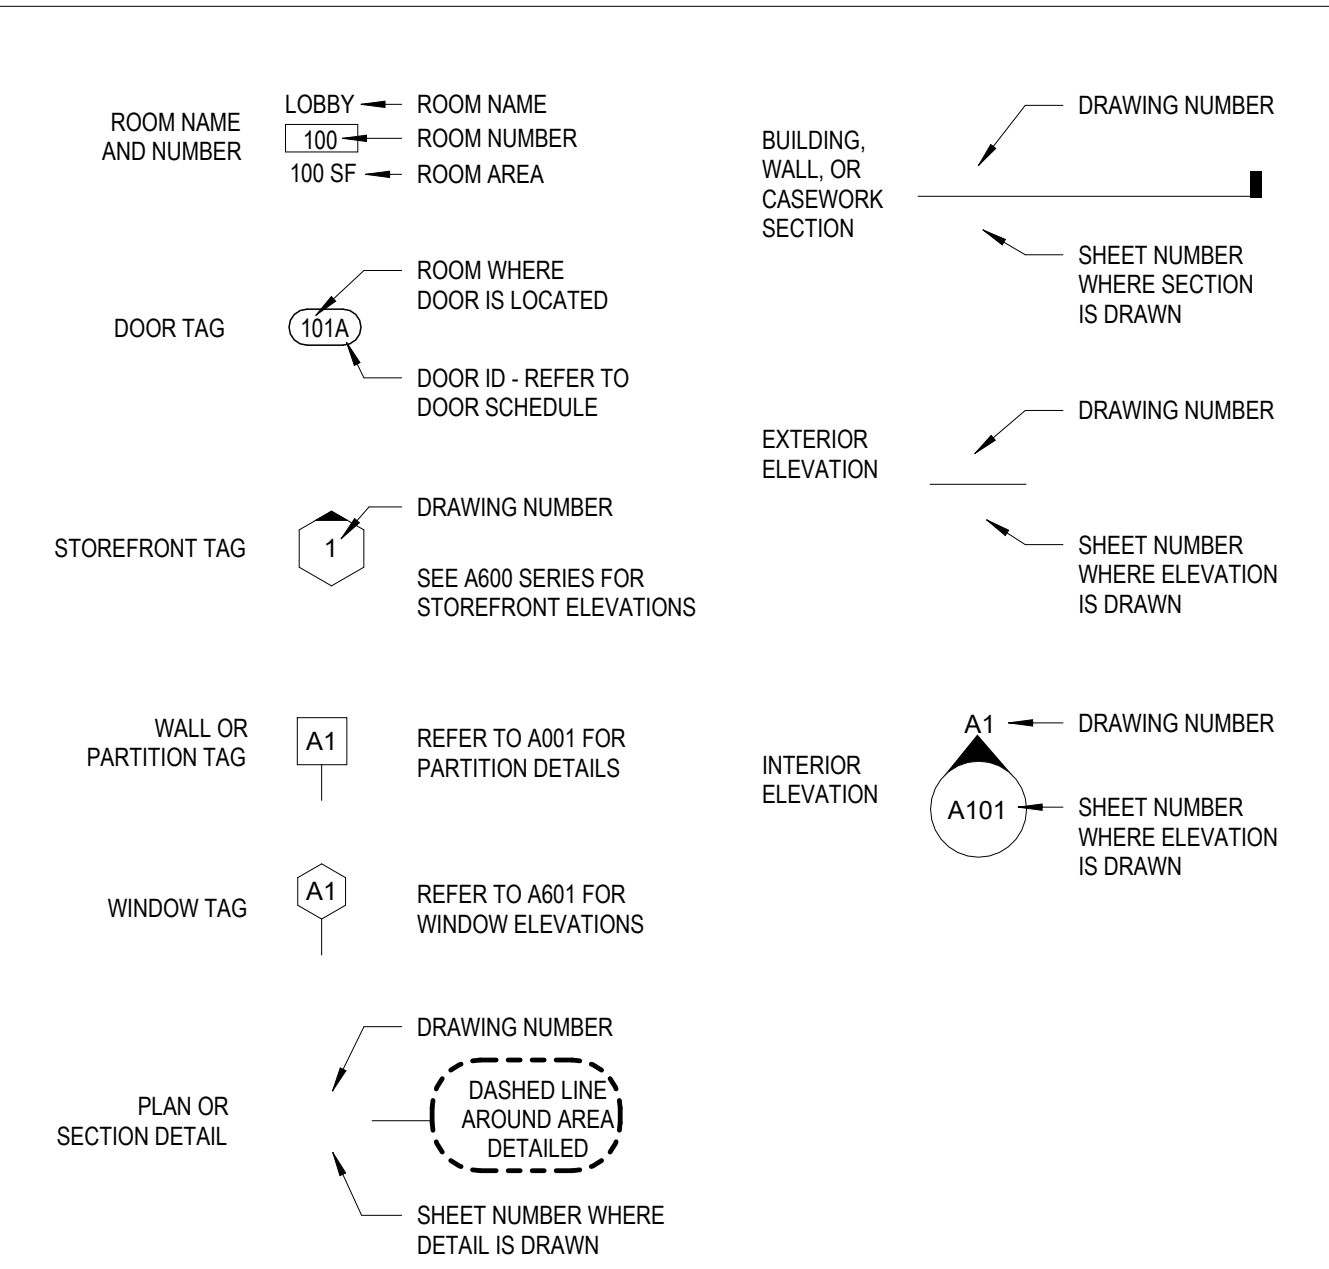 ROOM NAME
AND NUMBER
LOBBY
ROOM NAME
100
ROOM NUMBER
100 SF
ROOM AREA
DOOR TAG
101A
ROOM WHERE
DOOR IS LOCATED
DOOR ID - REFER TO
DOOR SCHEDULE
STOREFRONT TAG
1
DRAWING NUMBER
SEE A600 SERIES FOR
STOREFRONT ELEVATIONS
WALL OR
PARTITION TAG
A1
REFER TO A001 FOR
PARTITION DETAILS
WINDOW TAG
A1
REFER TO A601 FOR
WINDOW ELEVATIONS
PLAN OR
SECTION DETAIL
DRAWING NUMBER
DASHED LINE
AROUND AREA
DETAILED
SHEET NUMBER WHERE
DETAIL IS DRAWN
BUILDING,
WALL, OR
CASEWORK
SECTION
DRAWING NUMBER
SHEET NUMBER
WHERE SECTION
IS DRAWN
EXTERIOR
ELEVATION
DRAWING NUMBER
SHEET NUMBER
WHERE ELEVATION
IS DRAWN
INTERIOR
ELEVATION
A1
DRAWING NUMBER
A101
SHEET NUMBER
WHERE ELEVATION
IS DRAWN